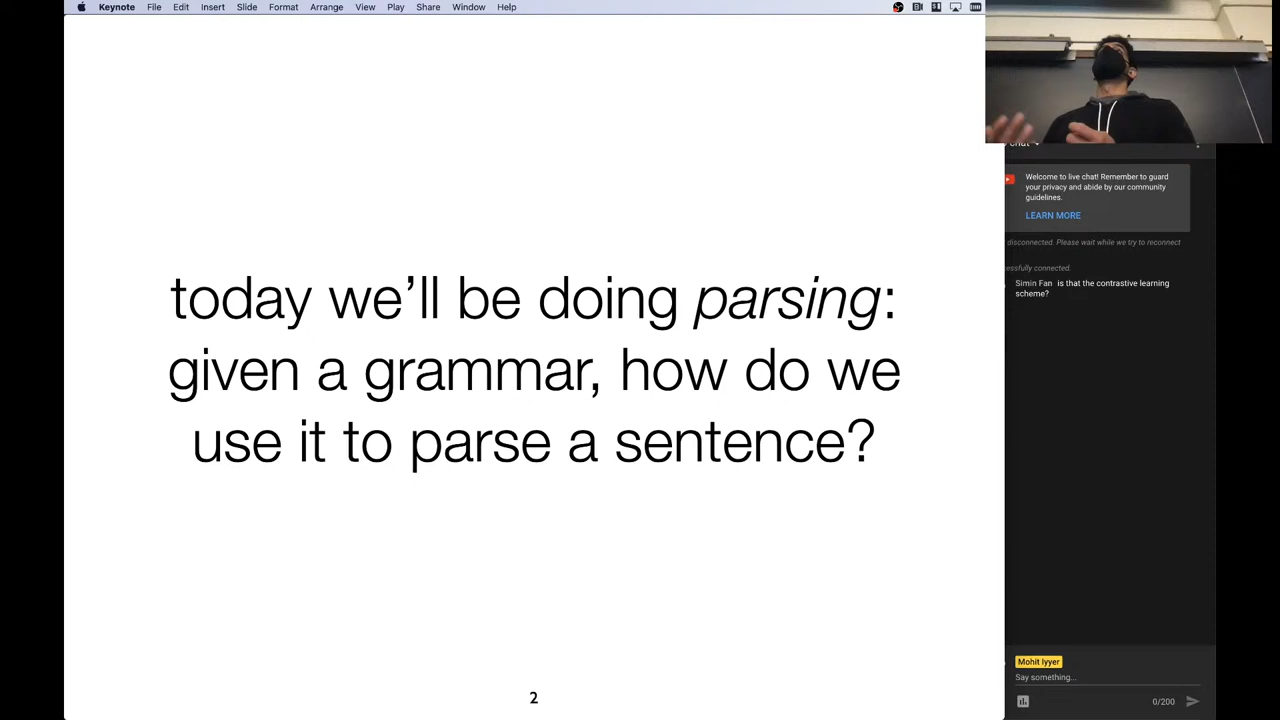 Keynote File Edit Insert Slide Format Arrange View Play Share Window Help
today we'll be doing parsing:
given a grammar, how do we
use it to parse a sentence?
2
Welcome to live chat! Remember to guard
your privacy and abide by our community
guidelines.
LEARN MORE
disconnected. Please wait while we try to reconnect
Simin Fan is that the contrastive learning
scheme?
Mohit Iyyer
Say something...
0/200